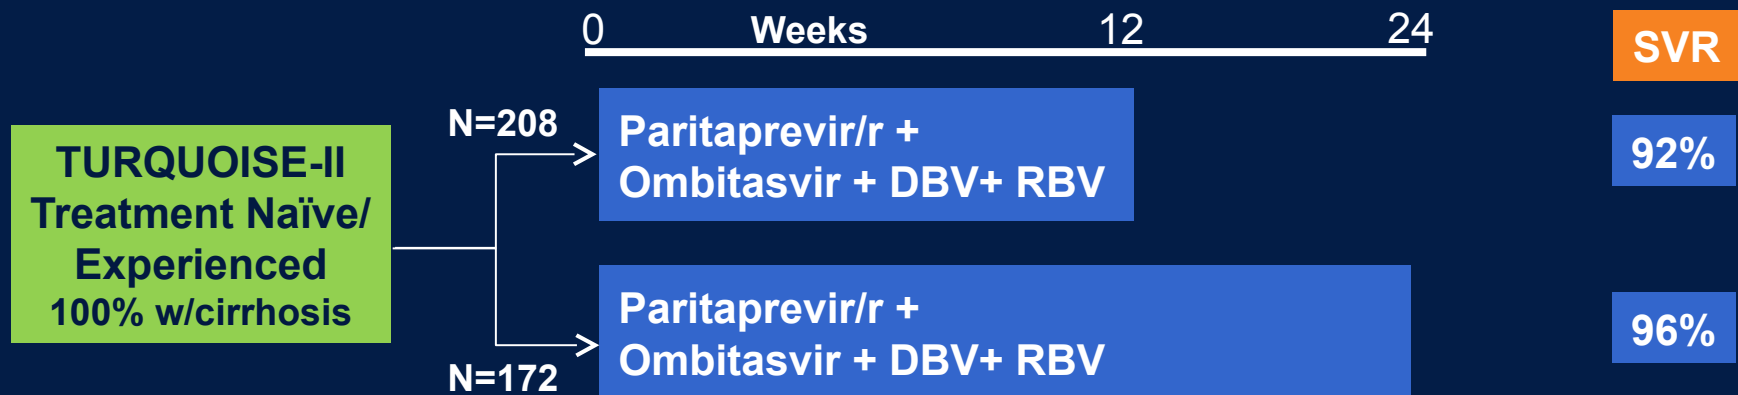 0 Weeks 12 24
SVR
N=208
TURQUOISE-II
Treatment Naïve/
Experienced
100% w/cirrhosis
Paritaprevir/r +
Ombitasvir + DBV+ RBV
92%
N=172
Paritaprevir/r +
Ombitasvir + DBV+ RBV
96%